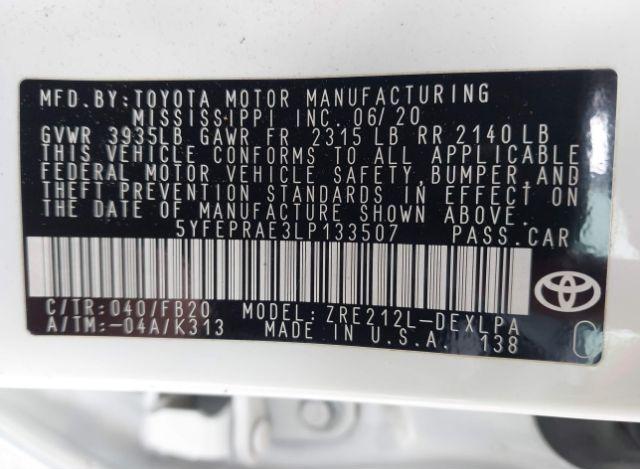 MFD. BY: TOYOTA MOTOR MANUFACTURING
MISSISSIPPI INC. 06/20
GVWR 3935LB GAWR FR 2315 LB RR 2140 LB
THIS VEHICLE CONFORMS TO ALL APPLICABLE
FEDERAL MOTOR VEHICLE SAFETY, BUMPER, AND
THEFT PREVENTION STANDARDS IN EFFECT ON
THE DATE OF MANUFACTURE SHOWN ABOVE.
5YFEPRAE3LP133507 PASS.CAR
C/TR: 040/FB20 MODEL: ZRE212L-DEXLPA
A/TM:-04A/K313 MADE IN U.S.A. 138
C